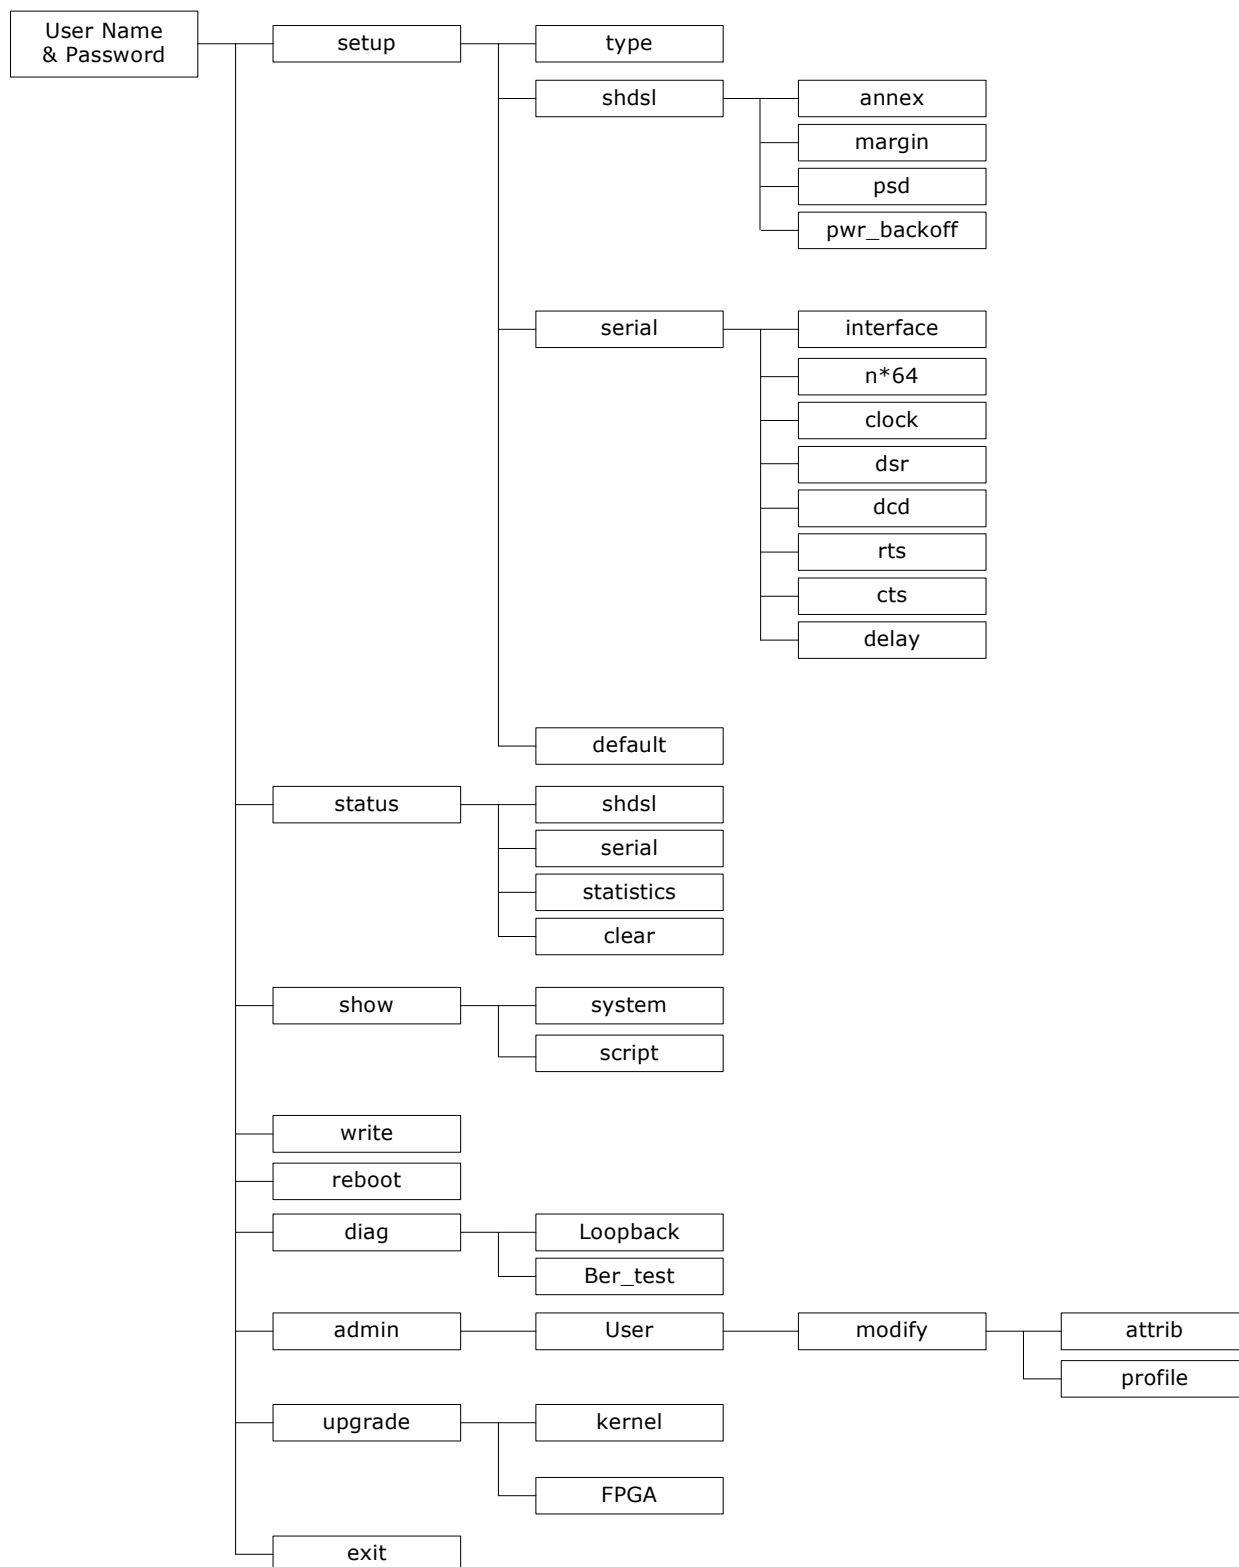 User Name
& Password
setup
type
shdsl
annex
margin
psd
pwr_backoff
serial
interface
n*64
clock
dsr
dcd
rts
cts
delay
default
status
shdsl
serial
statistics
clear
show
system
script
write
reboot
diag
Loopback
Ber_test
admin
User
modify
attrib
profile
upgrade
kernel
FPGA
exit